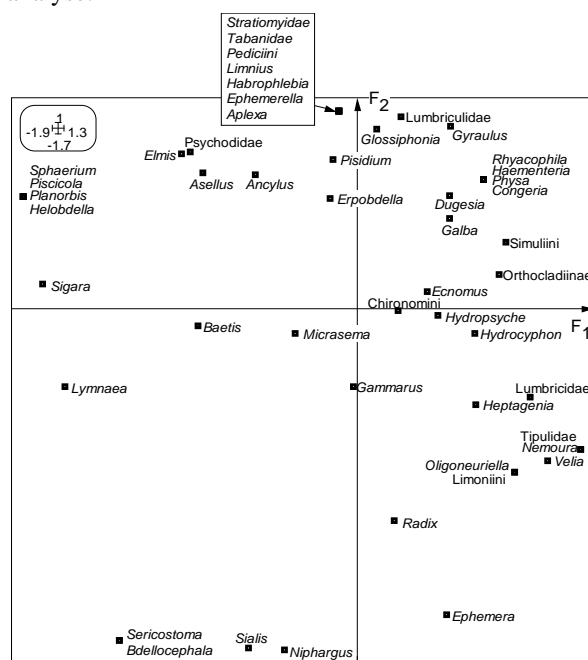 analyse.
Stratiomyidae
Tabanidae
Pediciini
Limnius
Habrophlebia
Ephemerella
Aplexa
F2
1
-1.9 1.3
-1.7
Lumbriculidae
Glossiphonia
Gyraulus
Psychodidae
Elmis
Pisidium
Rhyacophila
Haementeria
Physa
Congeria
Sphaerium
Piscicola
Planorbis
Helobdella
Asellus
Ancylus
Erpobdella
Dugesia
Galba
Simuliini
Orthocladiinae
Sigara
Ecnomus
Chironomini
F1
Hydropsyche
Baetis
Micrasema
Hydrocyphon
Lymnaea
Gammarus
Lumbricidae
Heptagenia
Tipulidae
Nemoura
Velia
Oligoneuriella
Limoniini
Radix
Ephemera
Sericostoma
Bdellocephala
Sialis
Niphargus